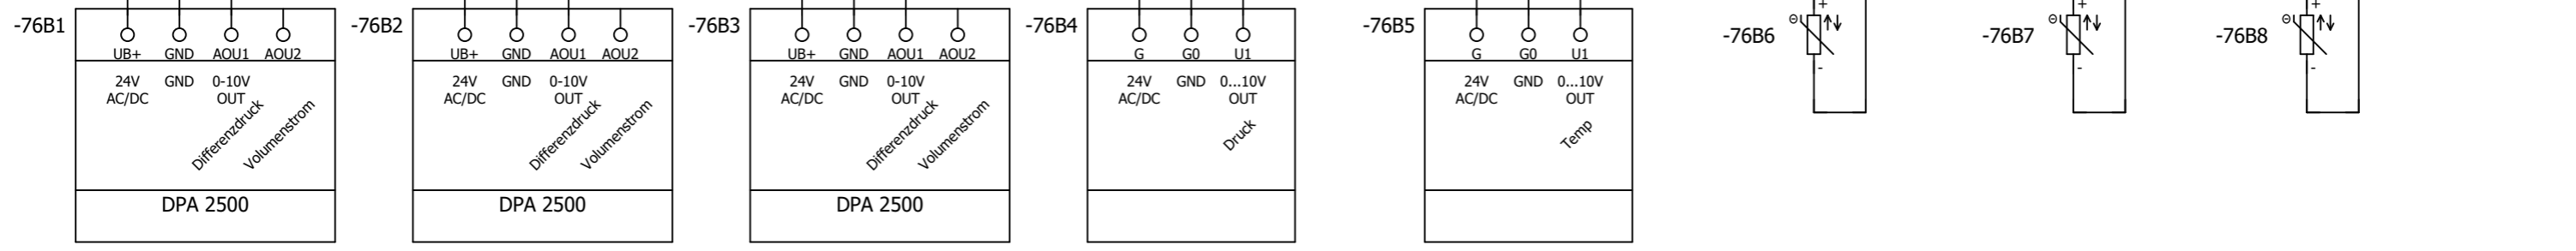 -76B1
UB+ GND AOU1 AOU2
24V GND 0-10V
AC/DC OUT
Differenzdruck
Volumenstrom
DPA 2500
-76B2
UB+ GND AOU1 AOU2
24V GND 0-10V
AC/DC OUT
Differenzdruck
Volumenstrom
DPA 2500
-76B3
UB+ GND AOU1 AOU2
24V GND 0-10V
AC/DC OUT
Differenzdruck
Volumenstrom
DPA 2500
-76B4
G G0 U1
24V GND 0...10V
AC/DC OUT
Druck
-76B5
G G0 U1
24V GND 0...10V
AC/DC OUT
Temp
+
-76B6
-
+
-76B7
-
+
-76B8
-